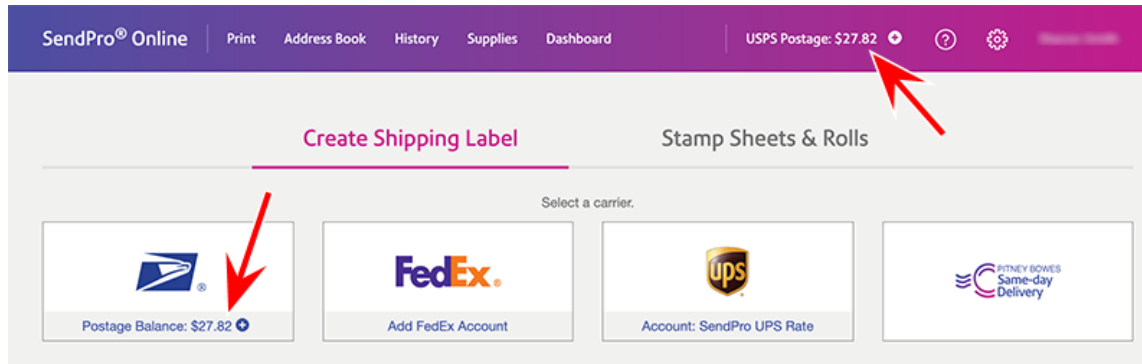 SendPro® Online Print Address Book History Supplies Dashboard USPS Postage: $27.82 ?
Create Shipping Label Stamp Sheets & Rolls
Select a carrier.
FedEx® ups PITNEY BOWES
Same-day
Delivery
®
Postage Balance: $27.82 Add FedEx Account Account: SendPro UPS Rate